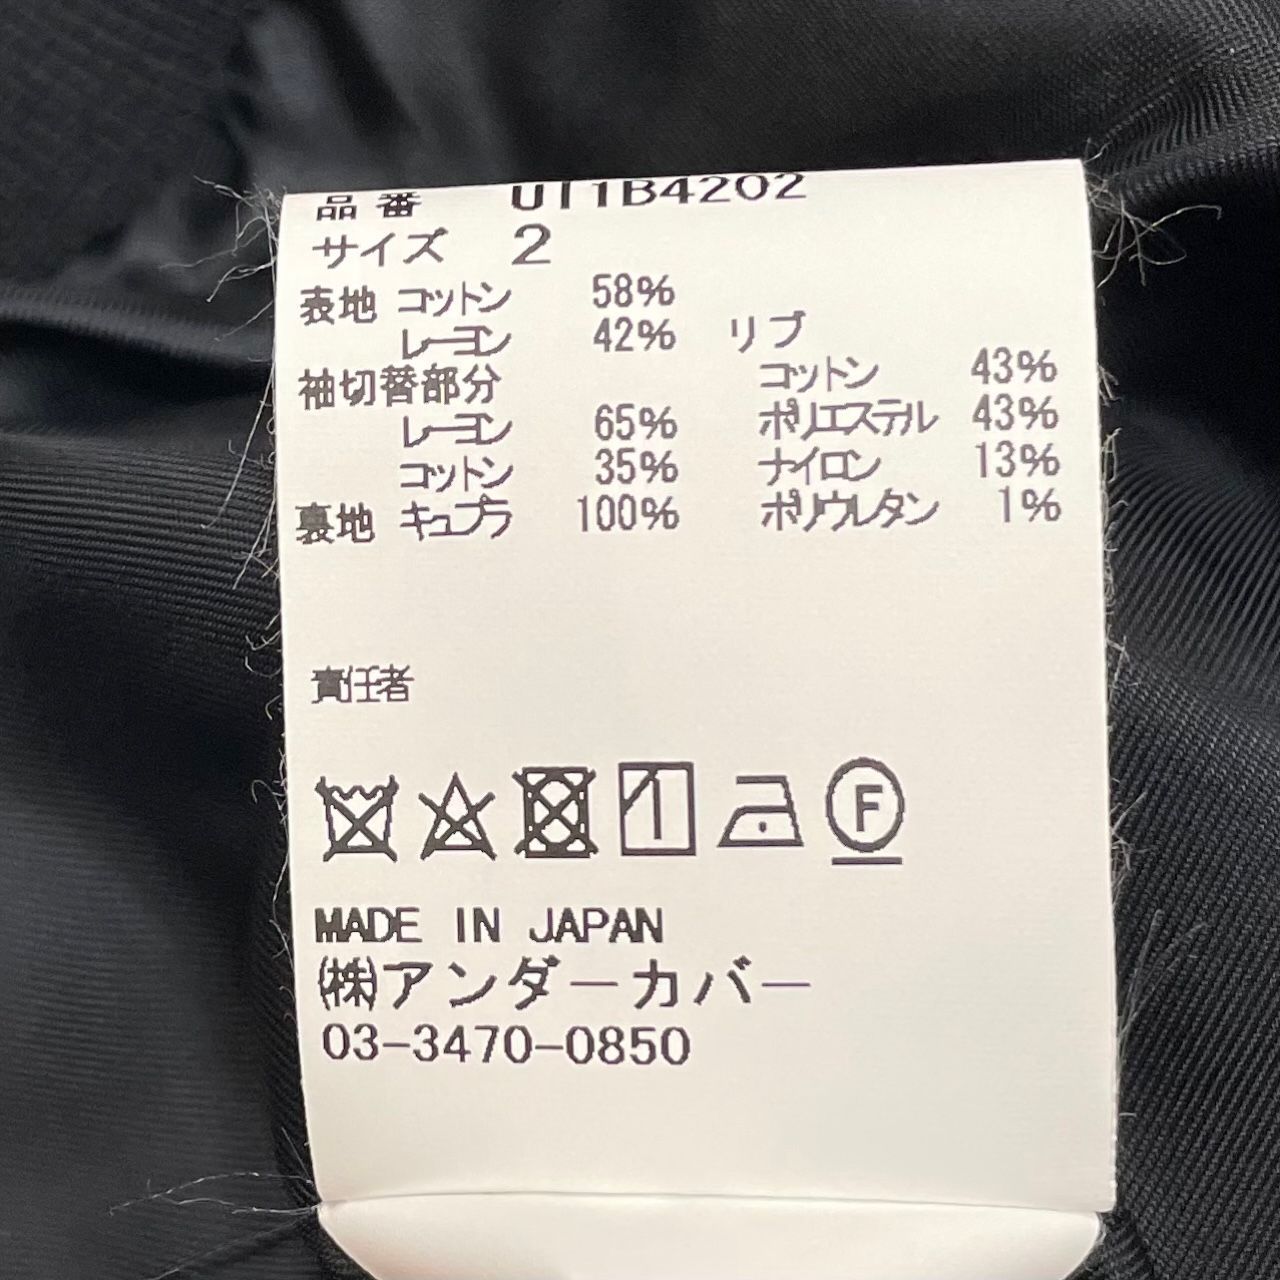 品番 UI1B4202
サイズ 2
表地 コットン 58%
レーヨン 42%
袖切替部分
レーヨン 65%
コットン 35%
裏地 キュプラ 100%
リブ
コットン 43%
ポリエステル 43%
ナイロン 13%
ポリウレタン 1%
責任者
F
MADE IN JAPAN
(株)アンダーカバー
03-3470-0850